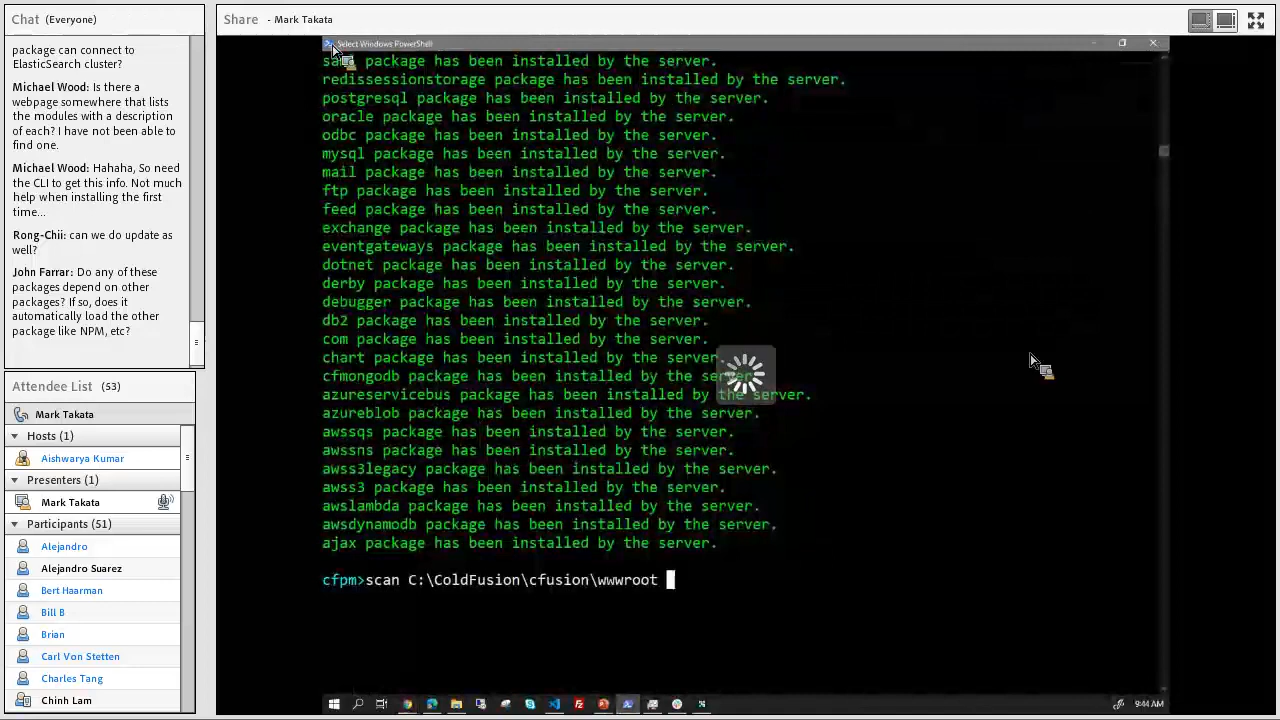 Chat (Everyone)
package can connect to
ElasticSearch cluster?
Michael Wood: Is there a
webpage somewhere that lists
the modules with a description
of each? I have not been able to
find one.
Michael Wood: Hahaha, So need
the CLI to get this info. Not much
help when installing the first
time...
Rong-Chii: can we do update as
well?
John Farrar: Do any of these
packages depend on other
packages? If so, does it
automatically load the other
package like NPM, etc?
Attendee List (53)
Mark Takata
Hosts (1)
Aishwarya Kumar
Presenters (1)
Mark Takata
Participants (51)
Alejandro
Alejandro Suarez
Bert Haarman
Bill B
Brian
Carl Von Stetten
Charles Tang
Chinh Lam
Share - Mark Takata
Select Windows PowerShell
package has been installed by the server.
redissessionstorage package has been installed by the server.
postgresql package has been installed by the server.
oracle package has been installed by the server.
odbc package has been installed by the server.
mysql package has been installed by the server.
mail package has been installed by the server.
ftp package has been installed by the server.
feed package has been installed by the server.
exchange package has been installed by the server.
eventgateways package has been installed by the server.
dotnet package has been installed by the server.
derby package has been installed by the server.
debugger package has been installed by the server.
db2 package has been installed by the server.
com package has been installed by the server.
chart package has been installed by the server.
cfmongodb package has been installed by the server.
azureservicebus package has been installed by the server.
azureblob package has been installed by the server.
awssqs package has been installed by the server.
awssns package has been installed by the server.
awss3legacy package has been installed by the server.
awss3 package has been installed by the server.
awslambda package has been installed by the server.
awsdynamodb package has been installed by the server.
ajax package has been installed by the server.
cfpm>scan C:\ColdFusion\cfusion\wwwroot
9:44 AM